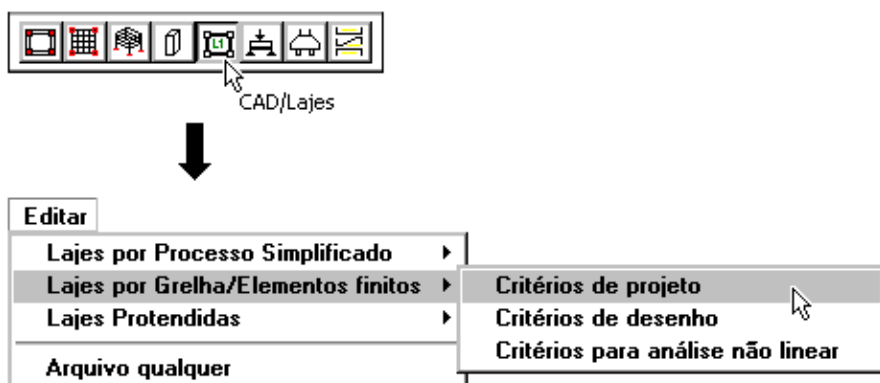 L1
CAD/Lajes
Editar
Lajes por Processo Simplificado
Lajes por Grelha/Elementos finitos
Critérios de projeto
Lajes Protendidas
Critérios de desenho
Critérios para análise não linear
Arquivo qualquer